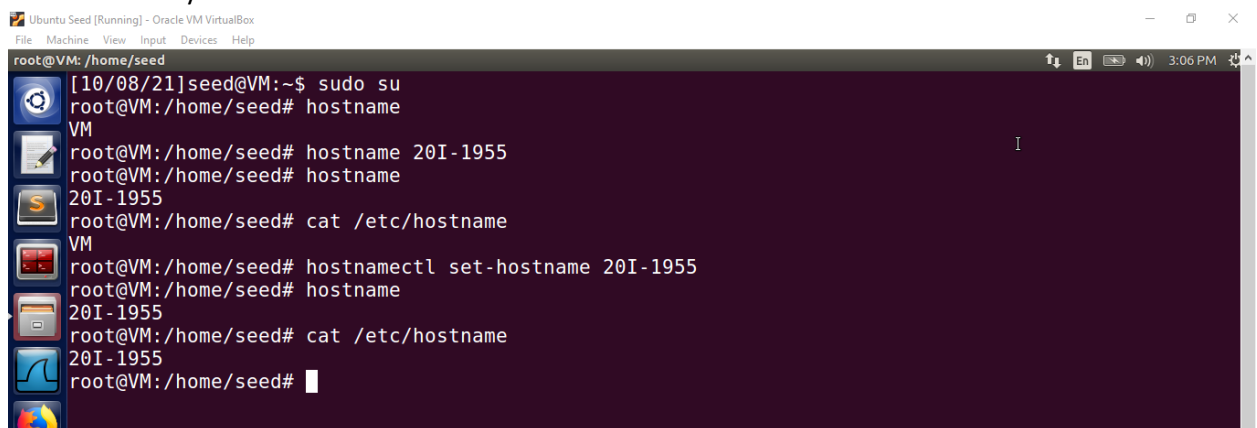 Ubuntu Seed [Running] - Oracle VM VirtualBox
File Machine View Input Devices Help
root@VM: /home/seed En 3:06 PM
[10/08/21]seed@VM:~$ sudo su
root@VM:/home/seed# hostname
VM
root@VM:/home/seed# hostname 20I-1955
root@VM:/home/seed# hostname
20I-1955
root@VM:/home/seed# cat /etc/hostname
VM
root@VM:/home/seed# hostnamectl set-hostname 20I-1955
root@VM:/home/seed# hostname
20I-1955
root@VM:/home/seed# cat /etc/hostname
20I-1955
root@VM:/home/seed#